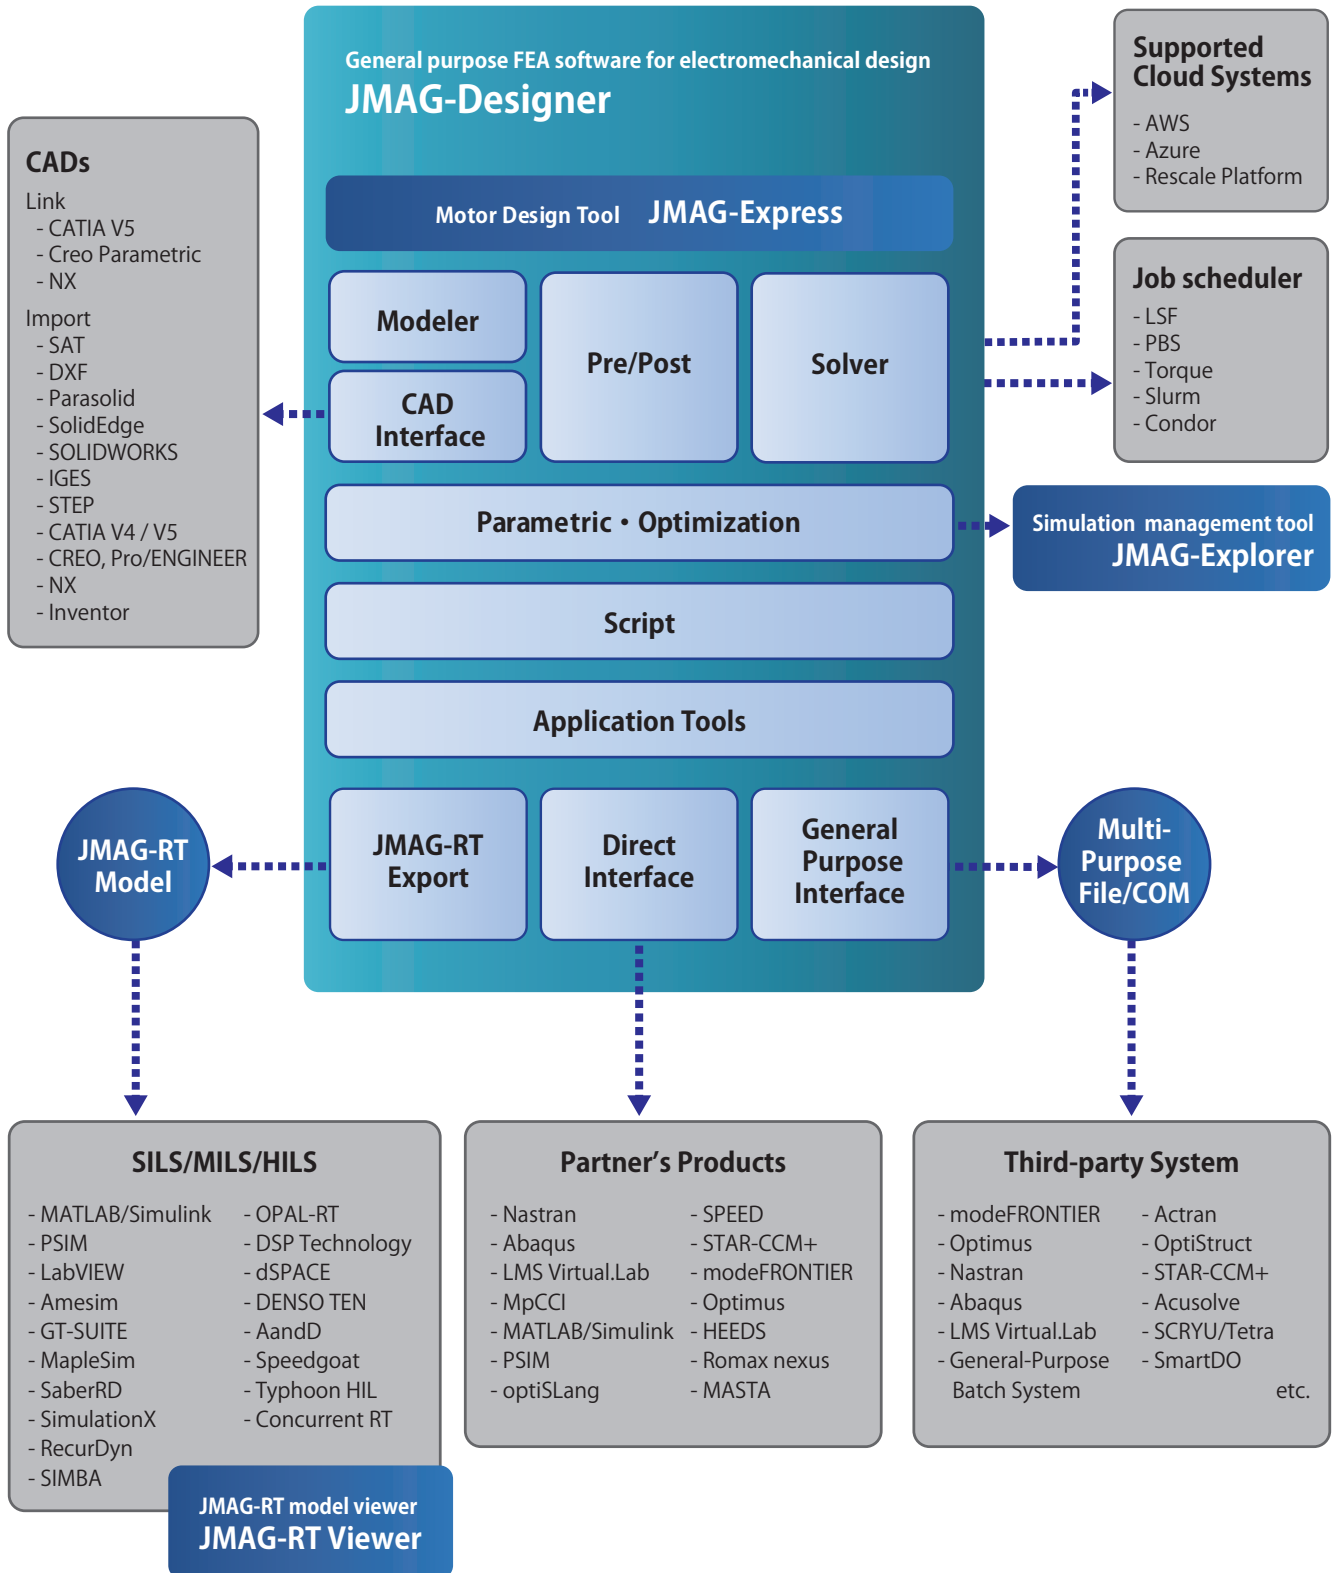 General purpose FEA software for electromechanical design
JMAG-Designer
Motor Design Tool JMAG-Express
Modeler
CAD
Interface
Pre/Post
Solver
Parametric・Optimization
Script
Application Tools
JMAG-RT
Export
Direct
Interface
General
Purpose
Interface
CADs
Link
- CATIA V5
- Creo Parametric
- NX
Import
- SAT
- DXF
- Parasolid
- SolidEdge
- SOLIDWORKS
- IGES
- STEP
- CATIA V4 / V5
- CREO, Pro/ENGINEER
- NX
- Inventor
Supported
Cloud Systems
- AWS
- Azure
- Rescale Platform
Job scheduler
- LSF
- PBS
- Torque
- Slurm
- Condor
Simulation management tool
JMAG-Explorer
JMAG-RT
Model
Multi-
Purpose
File/COM
SILS/MILS/HILS
- MATLAB/Simulink
- PSIM
- LabVIEW
- Amesim
- GT-SUITE
- MapleSim
- SaberRD
- SimulationX
- RecurDyn
- SIMBA
- OPAL-RT
- DSP Technology
- dSPACE
- DENSO TEN
- AandD
- Speedgoat
- Typhoon HIL
- Concurrent RT
JMAG-RT model viewer
JMAG-RT Viewer
Partner's Products
- Nastran
- Abaqus
- LMS Virtual.Lab
- MpCCI
- MATLAB/Simulink
- PSIM
- optiSLang
- SPEED
- STAR-CCM+
- modeFRONTIER
- Optimus
- HEEDS
- Romax nexus
- MASTA
Third-party System
- modeFRONTIER
- Optimus
- Nastran
- Abaqus
- LMS Virtual.Lab
- General-Purpose
Batch System
- Actran
- OptiStruct
- STAR-CCM+
- Acusolve
- SCRYU/Tetra
- SmartDO
etc.